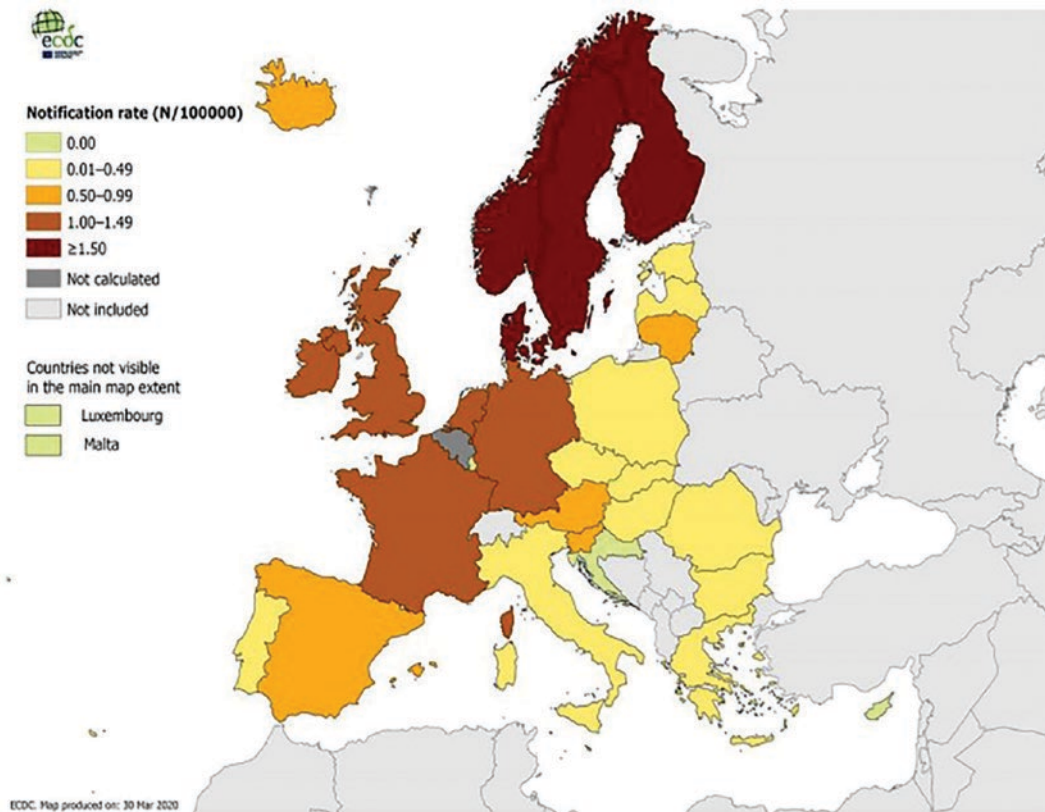 ecdc
Notification rate (N/100000)
0.00
0.01–0.49
0.50–0.99
1.00–1.49
≥1.50
Not calculated
Not included
Countries not visible
in the main map extent
Luxembourg
Malta
ECDC. Map produced on: 30 Mar 2020